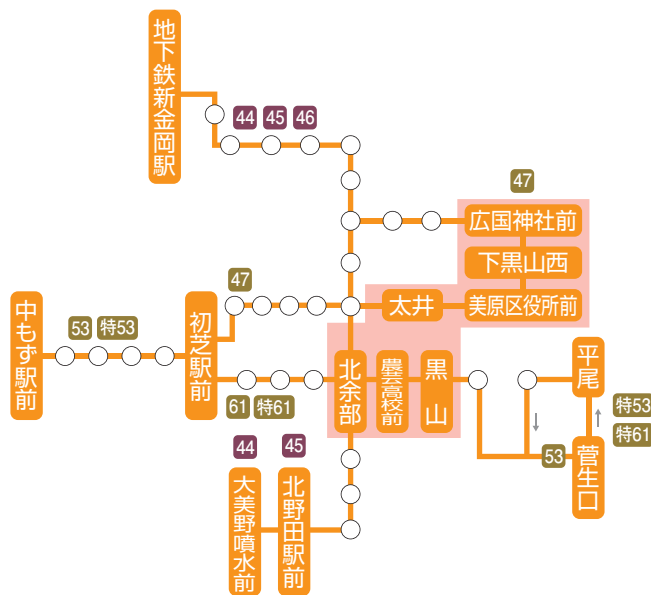 地下鉄新金岡駅
44 45 46
47
広国神社前
下黒山西
美原区役所前
太井
47
初芝駅前
53 特53
中もず駅前
61 特61
北余部
農芸高校前
黒山
平尾
特53
特61
菅生口
53
44
45
大美野噴水前
北野田駅前